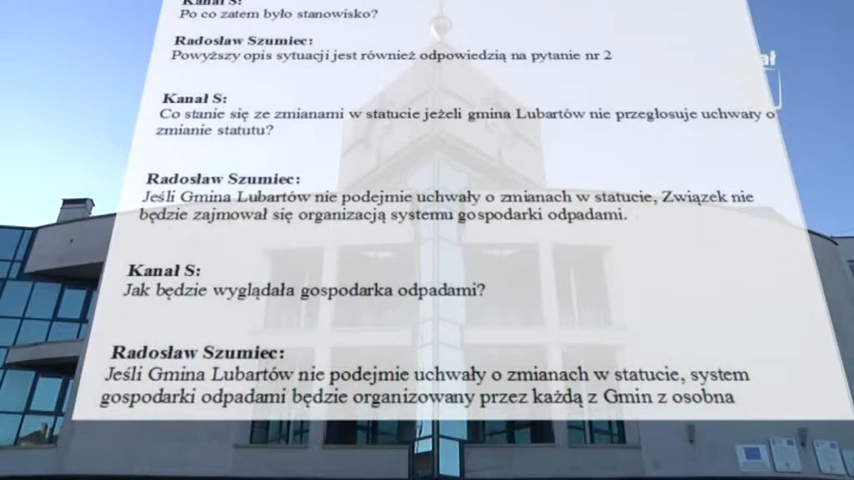 Kanał S:
Po co zatem było stanowisko?
Radosław Szumiec:
Powyższy opis sytuacji jest również odpowiedzią na pytanie nr 2
Kanał S:
Co stanie się ze zmianami w statucie jeżeli gmina Lubartów nie przegłosuje uchwały o
zmianie statutu?
Radosław Szumiec:
Jeśli Gmina Lubartów nie podejmie uchwały o zmianach w statucie, Związek nie
będzie zajmował się organizacją systemu gospodarki odpadami.
Kanał S:
Jak będzie wyglądała gospodarka odpadami?
Radosław Szumiec:
Jeśli Gmina Lubartów nie podejmie uchwały o zmianach w statucie, system
gospodarki odpadami będzie organizowany przez każdą z Gmin z osobna